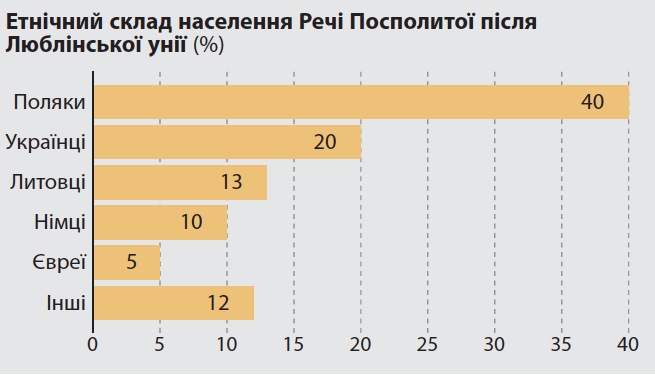 Етнічний склад населення Речі Посполитої після
Люблінської унії (%)
Поляки 40
Українці 20
Литовці 13
Німці 10
Євреї 5
Інші 12
0 5 10 15 20 25 30 35 40